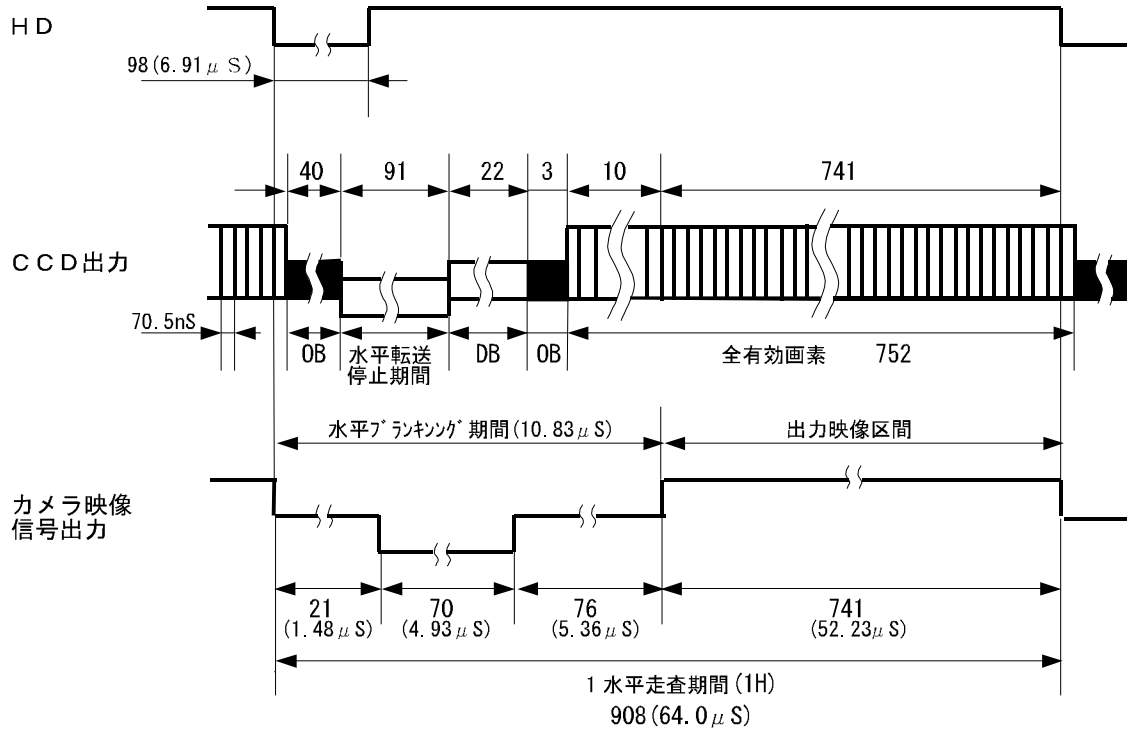 HD
98(6.91μS)
40 91 22 3 10 741
CCD出力
70.5nS
OB 水平転送停止期間 DB OB 全有効画素 752
水平ブランキンング期間(10.83μS) 出力映像区間
カメラ映像
信号出力
21 70 76 741
(1.48μS) (4.93μS) (5.36μS) (52.23μS)
1水平走査期間(1H)
908(64.0μS)